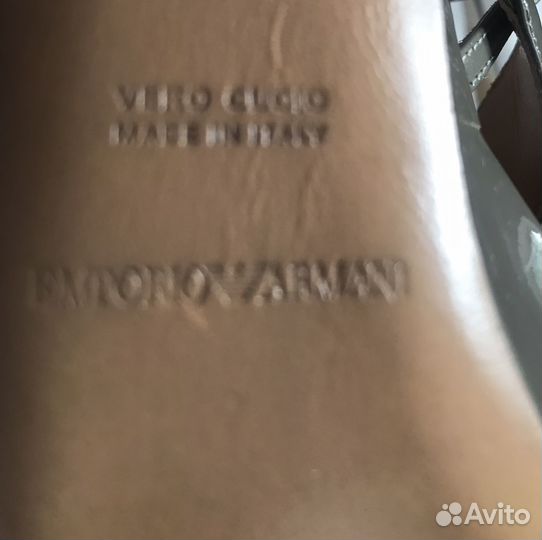 VERO CUOIO
MADE IN ITALY
EMPORIO ARMANI
Avito